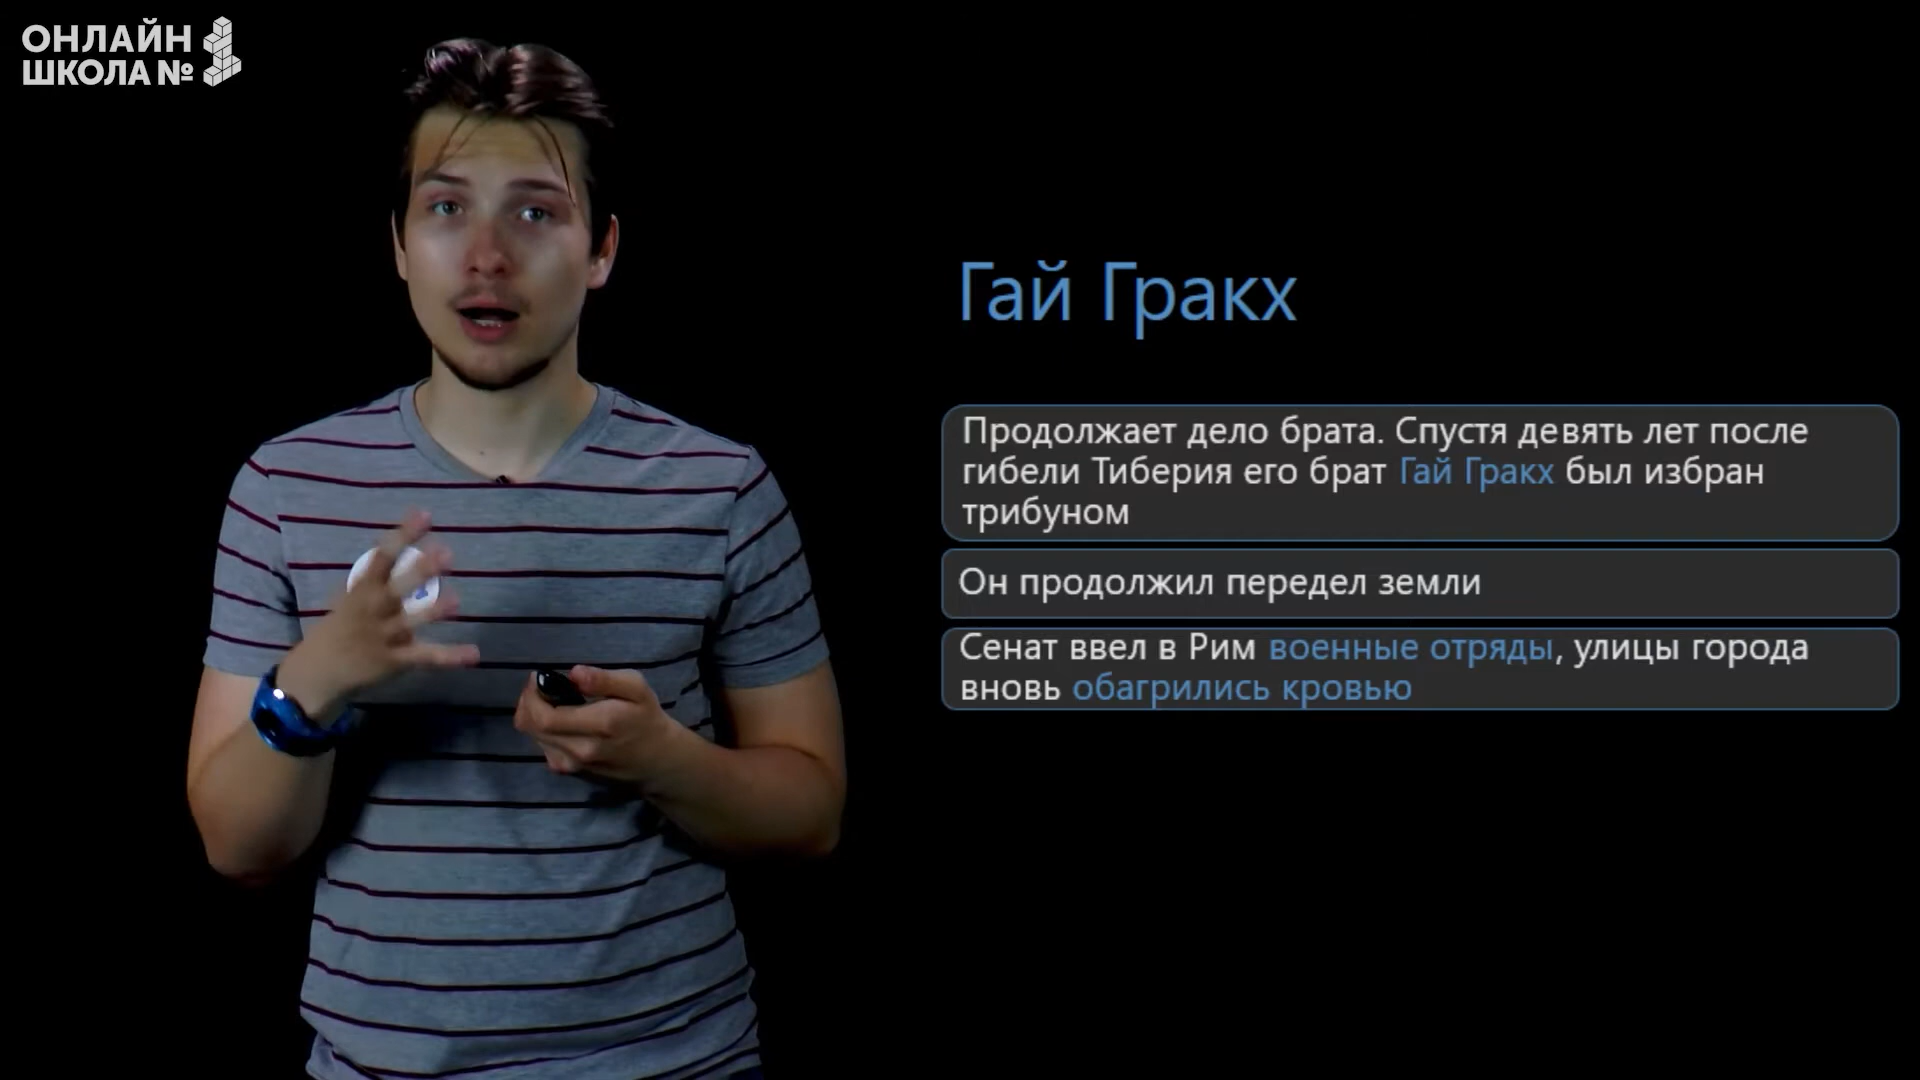 ОНЛАЙН
ШКОЛА №1
Гай Гракх
Продолжает дело брата. Спустя девять лет после
гибели Тиберия его брат Гай Гракх был избран
трибуном
Он продолжил передел земли
Сенат ввел в Рим военные отряды, улицы города
вновь обагрились кровью